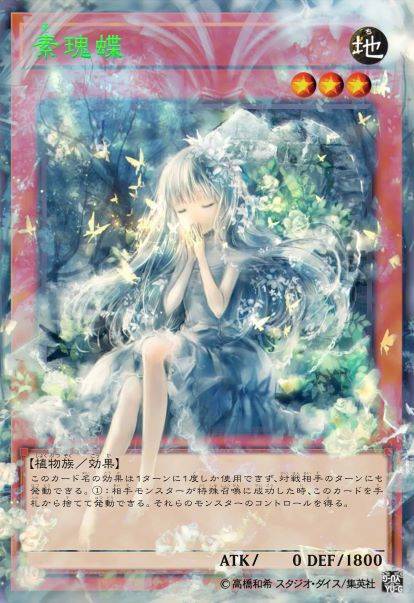 素瑰蝶
地
【植物族／効果】
このカード名の効果は1ターンに1度しか使用できず、対戦相手のターンにも
発動できる。①：相手モンスターが特殊召喚に成功した時、このカードを手
札から捨てて発動できる。それらのモンスターのコントロールを得る。
ATK/ 0 DEF/1800
©高橋和希 スタジオ・ダイス/集英社